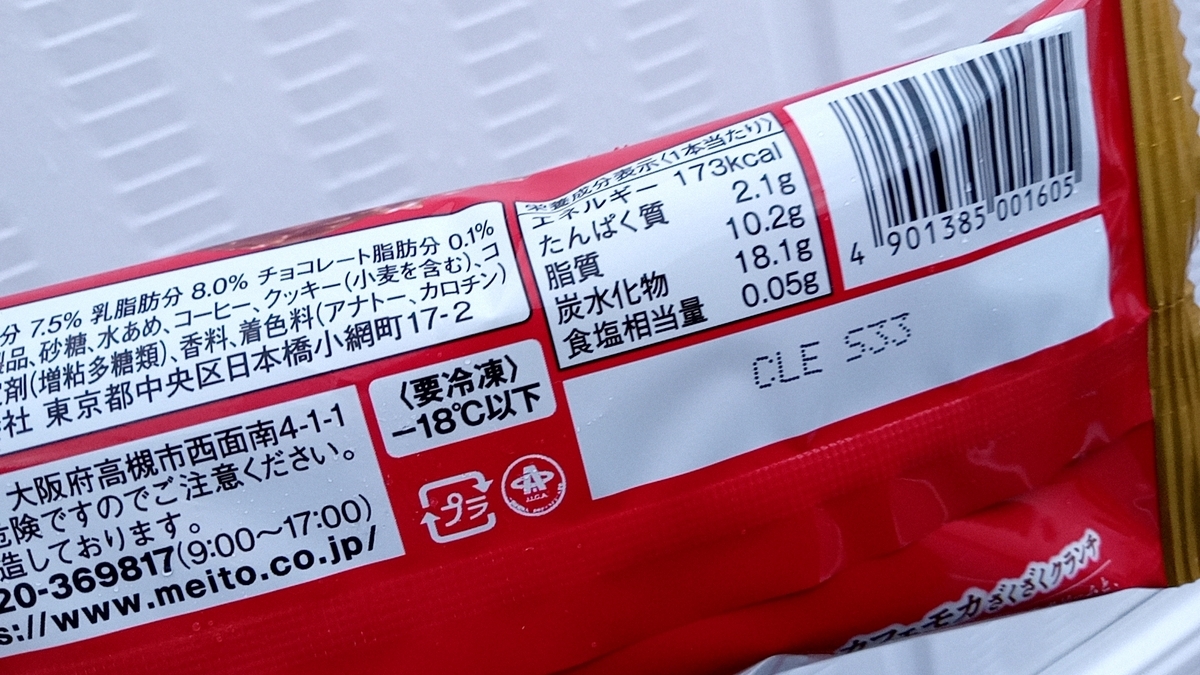 分 7.5% 乳脂肪分 8.0% チョコレート脂肪分 0.1%
製品、砂糖、水あめ、コーヒー、クッキー(小麦を含む)、コ
定剤(増粘多糖類)、香料、着色料(アナトー、カロチン)
会社 東京都中央区日本橋小網町17-2
大阪府高槻市西面南4-1-1
危険ですのでご注意ください。
造しております。
20-369817(9:00〜17:00)
s://www.meito.co.jp/
〈要冷凍〉
−18℃以下
プラ
栄養成分表示〈1本当たり〉
エネルギー 173kcal
たんぱく質 2.1g
脂質 10.2g
炭水化物 18.1g
食塩相当量 0.05g
4 901385 001605
CLE S33
カフェモカざくざくクランチ